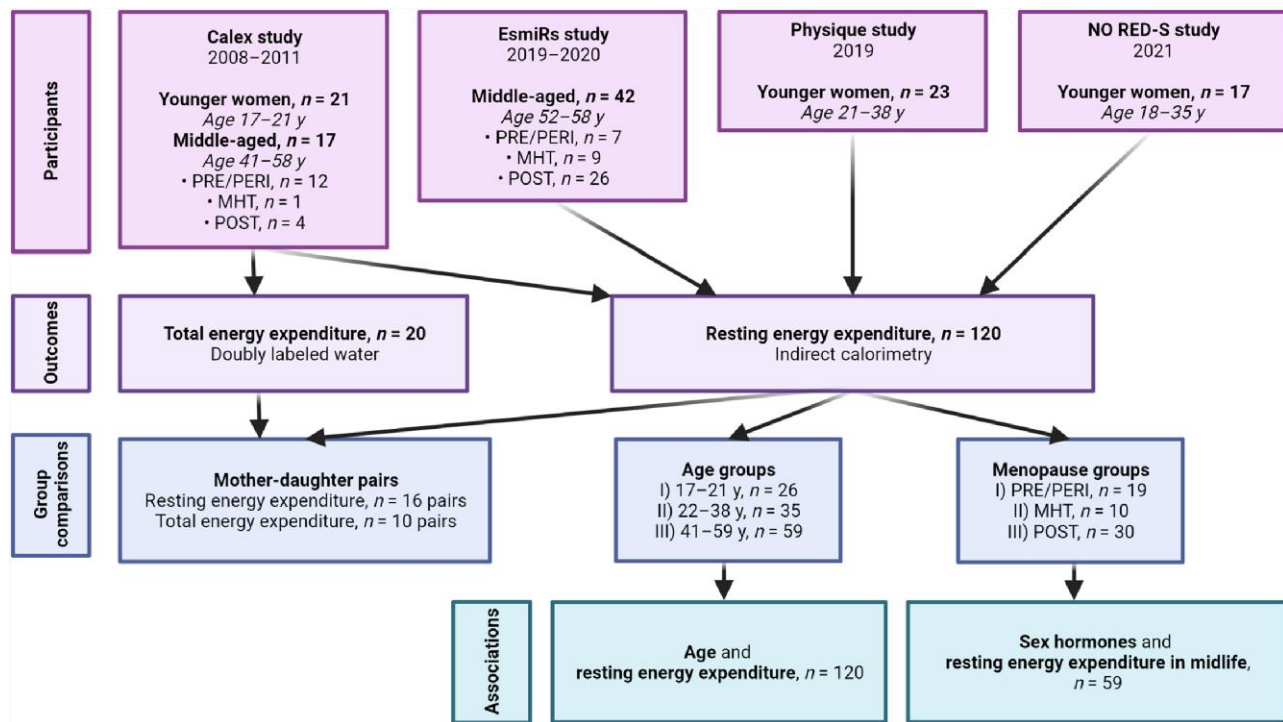 Participants
Calex study
2008–2011
Younger women, n = 21
Age 17–21 y
Middle-aged, n = 17
Age 41–58 y
• PRE/PERI, n = 12
• MHT, n = 1
• POST, n = 4
EsmiRs study
2019–2020
Middle-aged, n = 42
Age 52–58 y
• PRE/PERI, n = 7
• MHT, n = 9
• POST, n = 26
Physique study
2019
Younger women, n = 23
Age 21–38 y
NO RED-S study
2021
Younger women, n = 17
Age 18–35 y
Outcomes
Total energy expenditure, n = 20
Doubly labeled water
Resting energy expenditure, n = 120
Indirect calorimetry
Group
comparisons
Mother-daughter pairs
Resting energy expenditure, n = 16 pairs
Total energy expenditure, n = 10 pairs
Age groups
I) 17–21 y, n = 26
II) 22–38 y, n = 35
III) 41–59 y, n = 59
Menopause groups
I) PRE/PERI, n = 19
II) MHT, n = 10
III) POST, n = 30
Associations
Age and
resting energy expenditure, n = 120
Sex hormones and
resting energy expenditure in midlife,
n = 59